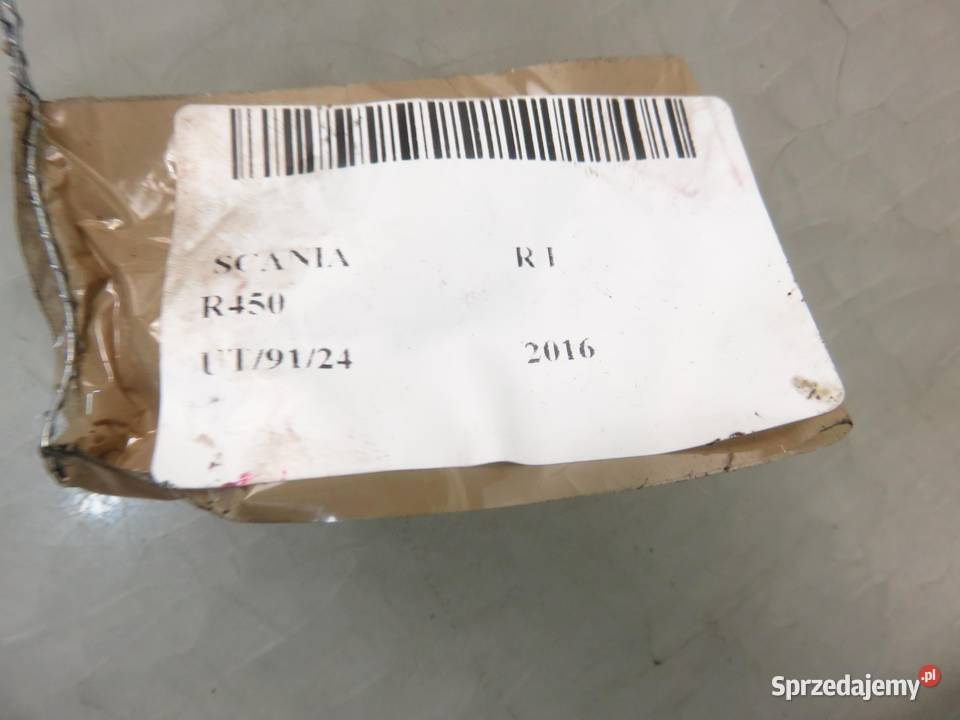 SCANIA R I
R450
UT/91/24 2016
Sprzedajemy.pl